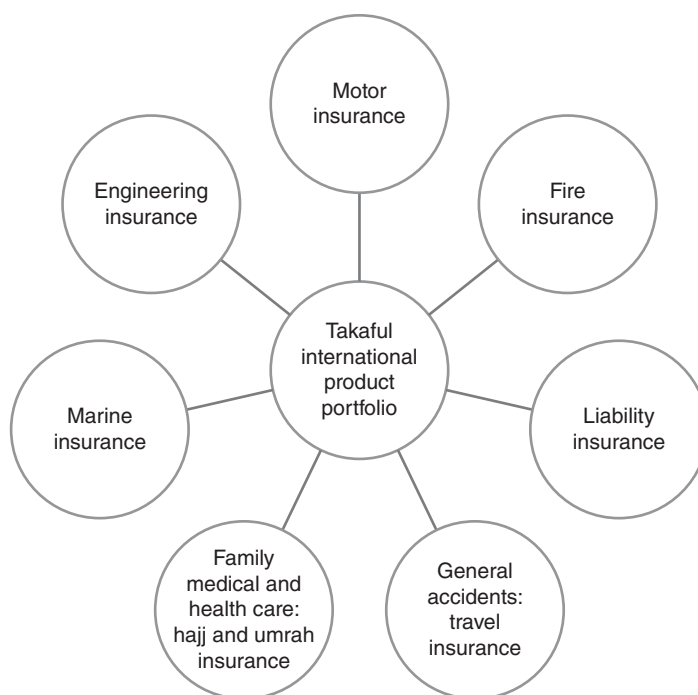 Motor
insurance
Engineering
insurance
Fire
insurance
Takaful
international
product
portfolio
Marine
insurance
Liability
insurance
Family
medical and
health care:
hajj and umrah
insurance
General
accidents:
travel
insurance